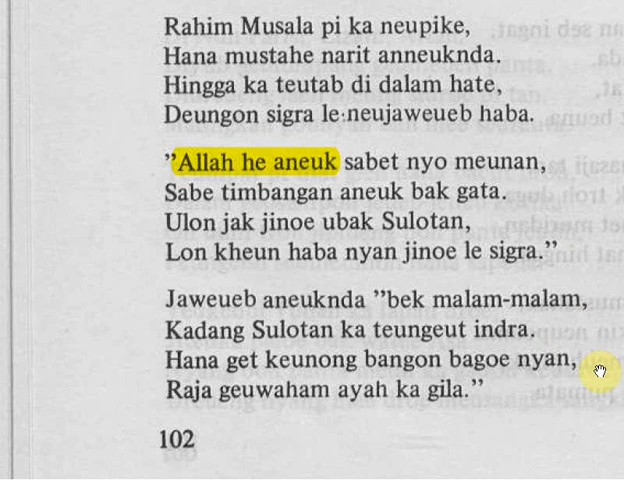 Rahim Musala pi ka neupike,
Hana mustahe narit anneuknda.
Hingga ka teutab di dalam hate,
Deungon sigra le neujaweueb haba.
”Allah he aneuk sabet nyo meunan,
Sabe timbangan aneuk bak gata.
Ulon jak jinoe ubak Sulotan,
Lon kheun haba nyan jinoe le sigra.”
Jaweueb aneuknda ”bek malam-malam,
Kadang Sulotan ka teungeut indra.
Hana get keunong bangon bagoe nyan,
Raja geuwaham ayah ka gila.”
102